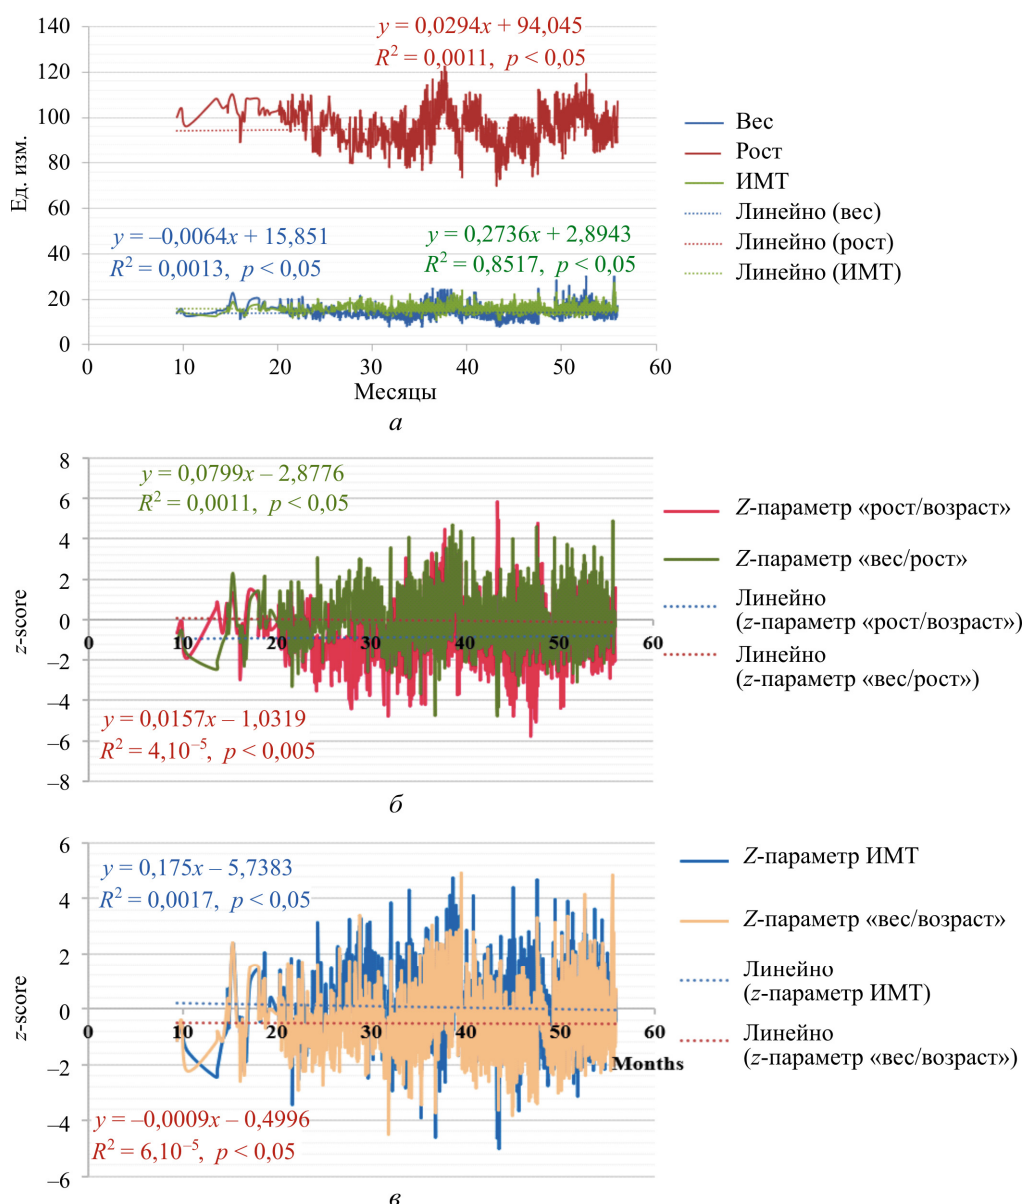 140
120
100
80
60
40
20
0
Ед. изм.
y = 0,0294x + 94,045
R² = 0,0011, p < 0,05
y = –0,0064x + 15,851
R² = 0,0013, p < 0,05
y = 0,2736x + 2,8943
R² = 0,8517, p < 0,05
0 10 20 30 40 50 60
Месяцы
Вес
Рост
ИМТ
Линейно (вес)
Линейно (рост)
Линейно (ИМТ)
а
8
6
4
2
0
–2
–4
–6
–8
z-score
y = 0,0799x – 2,8776
R² = 0,0011, p < 0,05
0 10 20 30 40 50 60
y = 0,0157x – 1,0319
R² = 4,10⁻⁵, p < 0,005
Z-параметр «рост/возраст»
Z-параметр «вес/рост»
Линейно
(z-параметр «рост/возраст»)
Линейно
(z-параметр «вес/рост»)
б
6
4
2
0
–2
–4
–6
z-score
y = 0,175x – 5,7383
R² = 0,0017, p < 0,05
0 10 20 30 40 50 60
Months
y = –0,0009x – 0,4996
R² = 6,10⁻⁵, p < 0,05
Z-параметр ИМТ
Z-параметр «вес/возраст»
Линейно
(z-параметр ИМТ)
Линейно
(z-параметр «вес/возраст»)
в